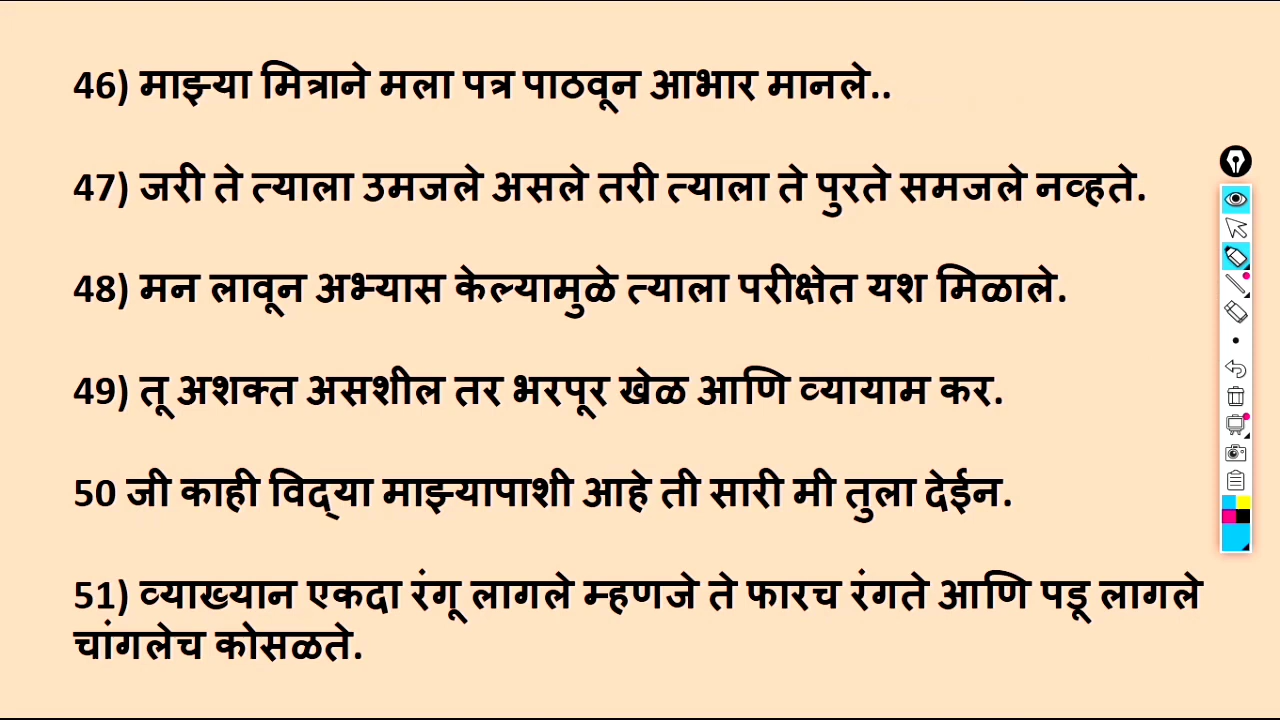 46) माझ्या मित्राने मला पत्र पाठवून आभार मानले..
47) जरी ते त्याला उमजले असले तरी त्याला ते पुरते समजले नव्हते.
48) मन लावून अभ्यास केल्यामुळे त्याला परीक्षेत यश मिळाले.
49) तू अशक्त असशील तर भरपूर खेळ आणि व्यायाम कर.
50 जी काही विद्‌या माझ्यापाशी आहे ती सारी मी तुला देईन.
51) व्याख्यान एकदा रंगू लागले म्हणजे ते फारच रंगते आणि पडू लागले
चांगलेच कोसळते.